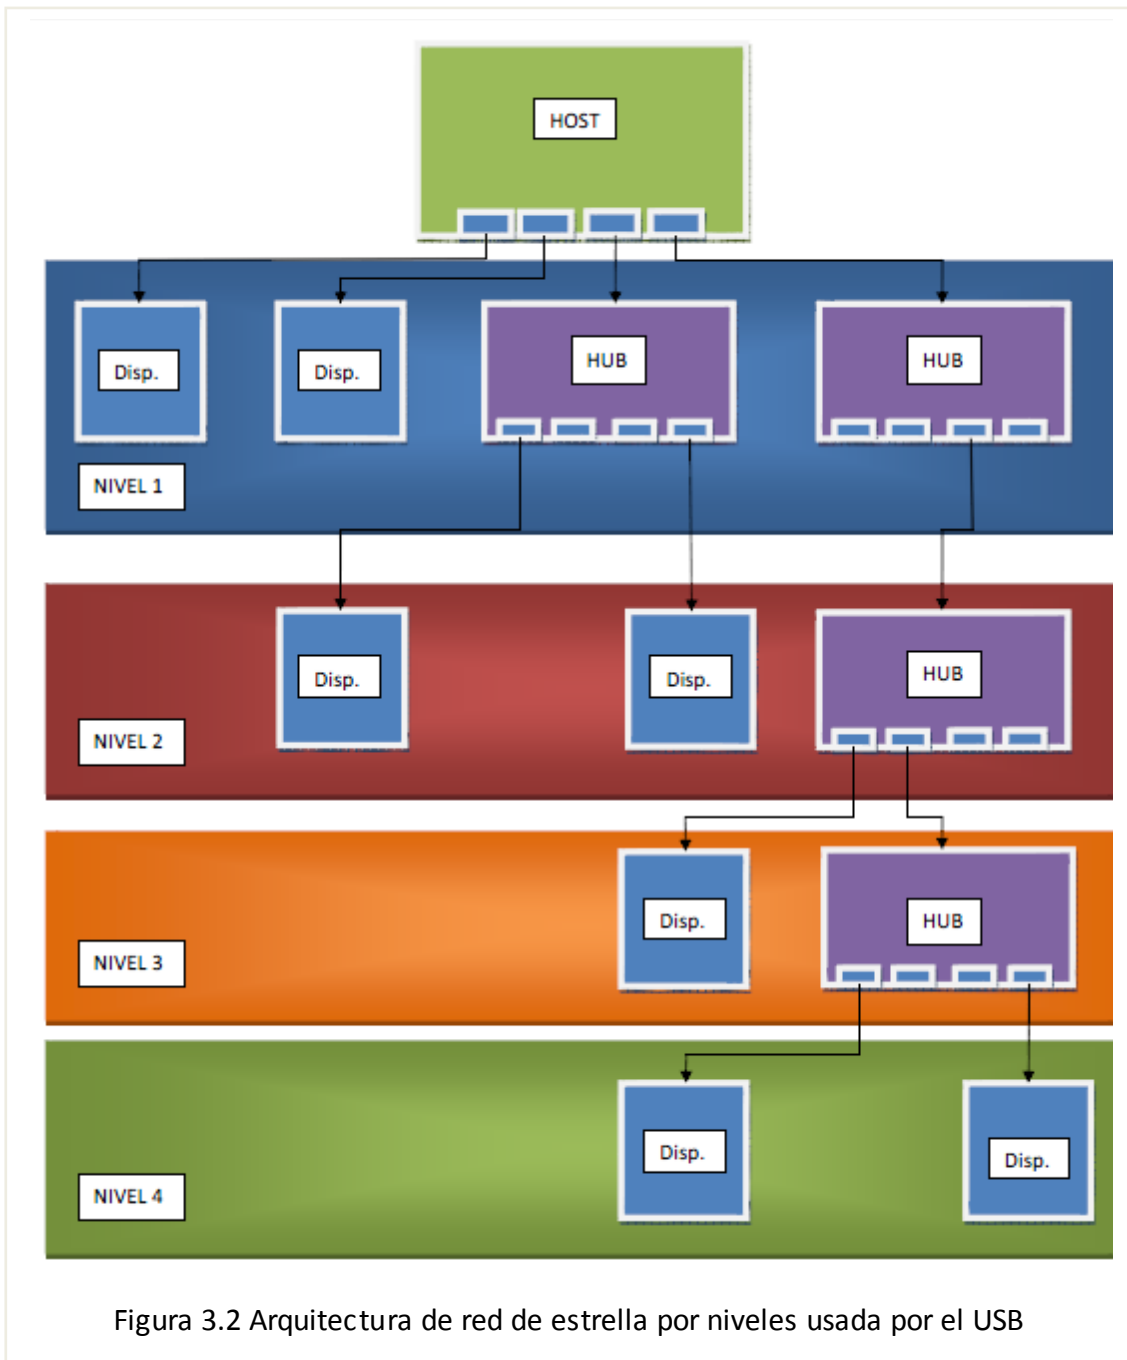 HOST
Disp.
Disp.
HUB
HUB
NIVEL 1
Disp.
Disp.
HUB
NIVEL 2
Disp.
HUB
NIVEL 3
Disp.
Disp.
NIVEL 4
Figura 3.2 Arquitectura de red de estrella por niveles usada por el USB